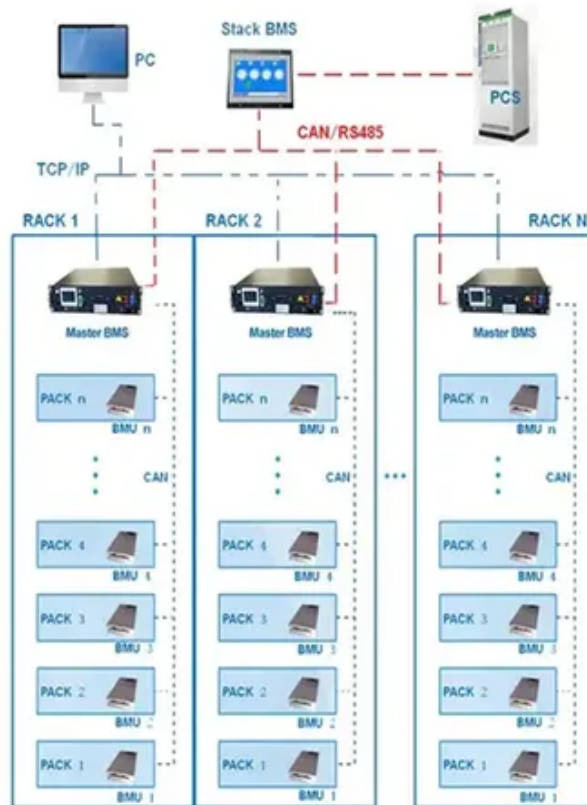 PC
Stack BMS
PCS
CAN/RS485
TCP/IP
RACK 1
RACK 2
RACK N
Master BMS
Master BMS
Master BMS
PACK n
BMU n
PACK n
BMU n
PACK n
BMU n
CAN
CAN
CAN
PACK 4
BMU 4
PACK 4
BMU 4
PACK 4
BMU 4
PACK 3
BMU 3
PACK 3
BMU 3
PACK 3
BMU 3
PACK 2
BMU 2
PACK 2
BMU 2
PACK 2
BMU 2
PACK 1
BMU 1
PACK 1
BMU 1
PACK 1
BMU 1